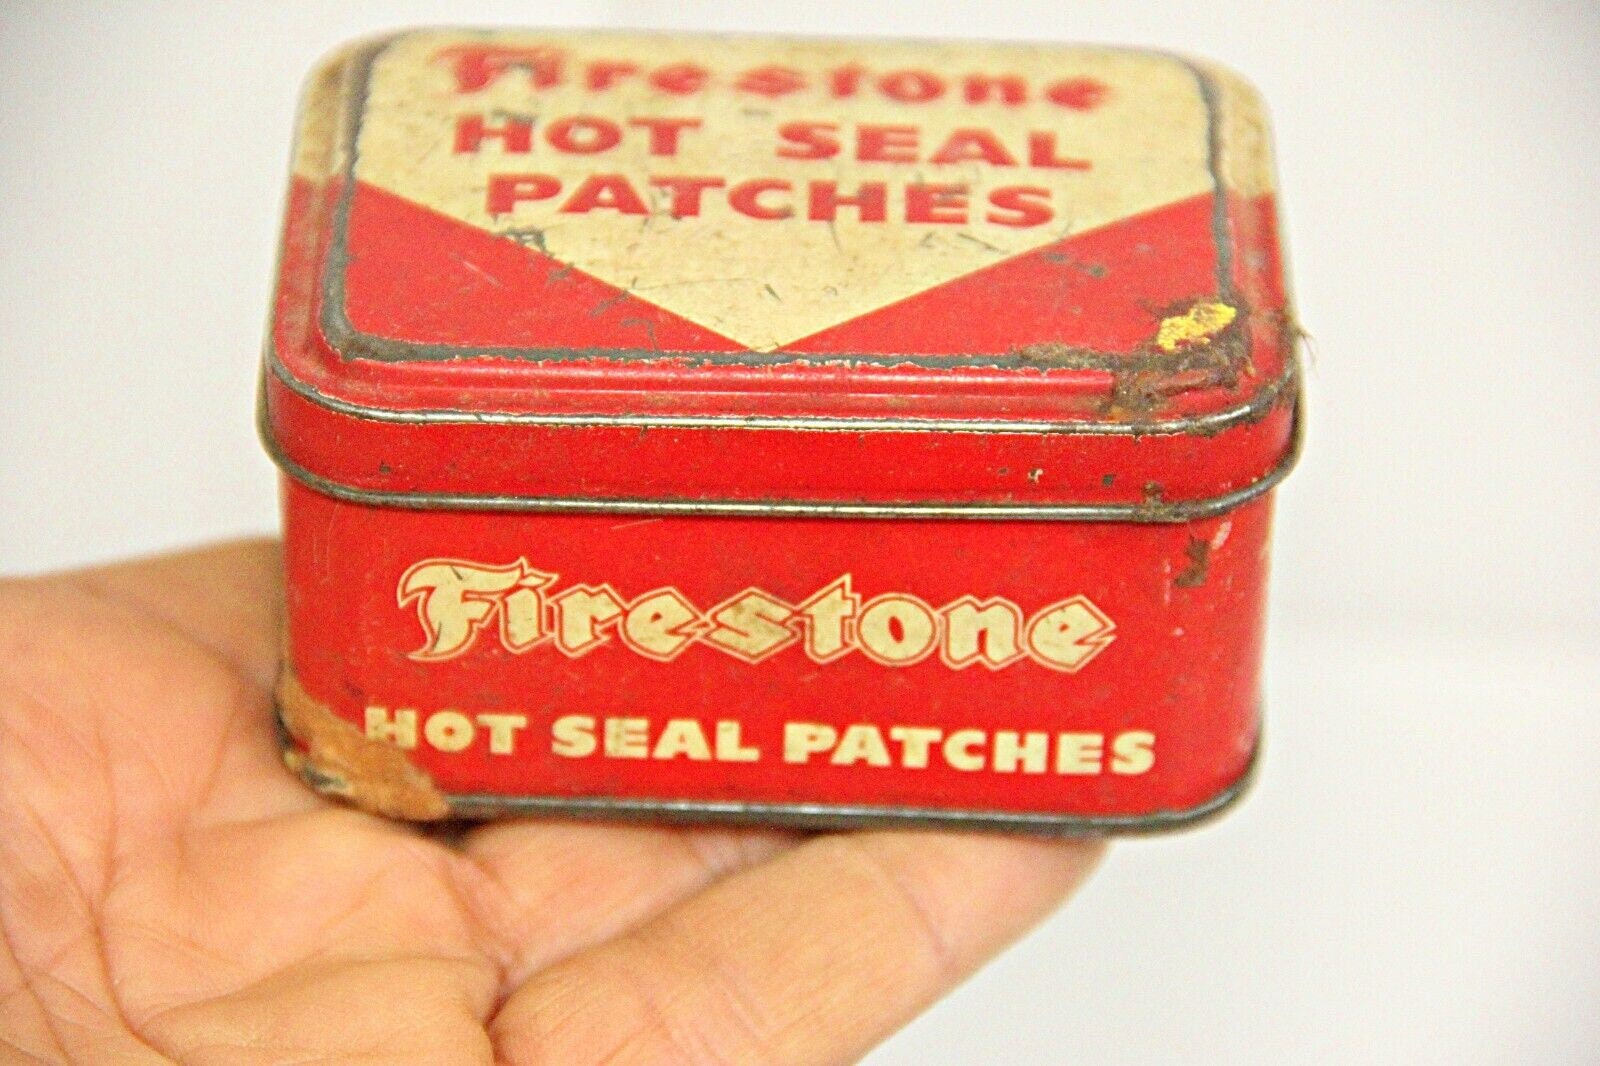 Firestone
HOT SEAL
PATCHES
Firestone
HOT SEAL PATCHES